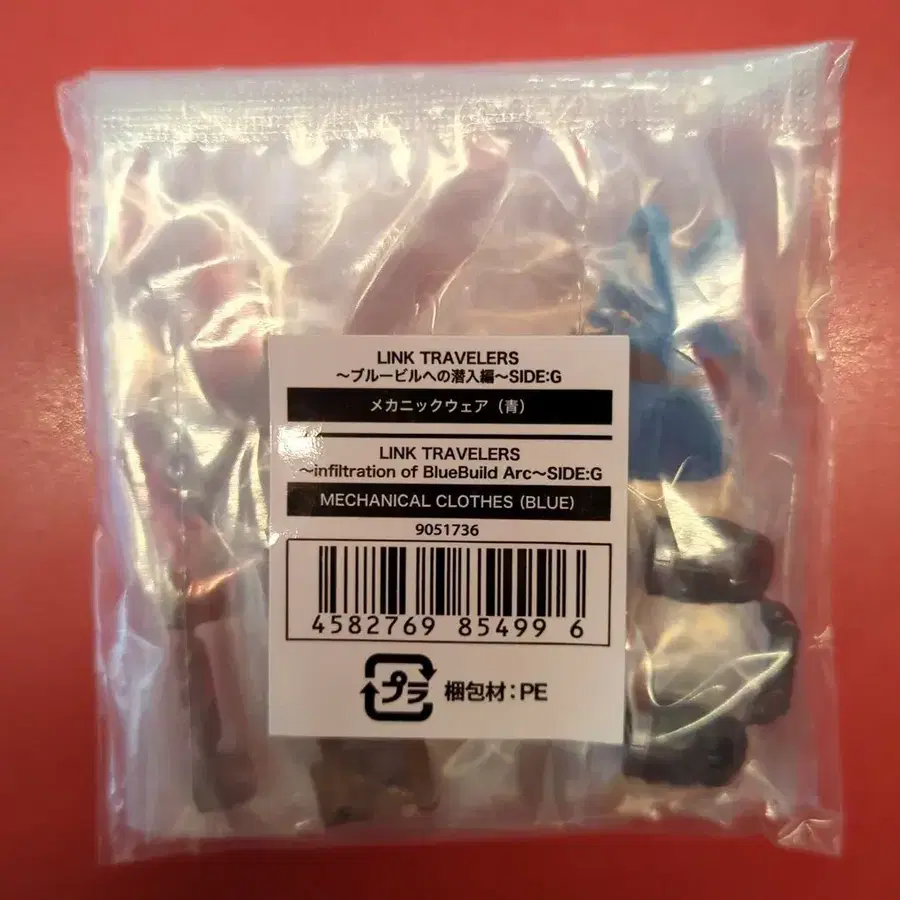 LINK TRAVELERS
～ブルービルへの潜入編～SIDE:G
メカニックウェア（青）
LINK TRAVELERS
～infiltration of BlueBuild Arc～SIDE:G
MECHANICAL CLOTHES (BLUE)
9051736
4582769 85499 6
プラ 梱包材：PE